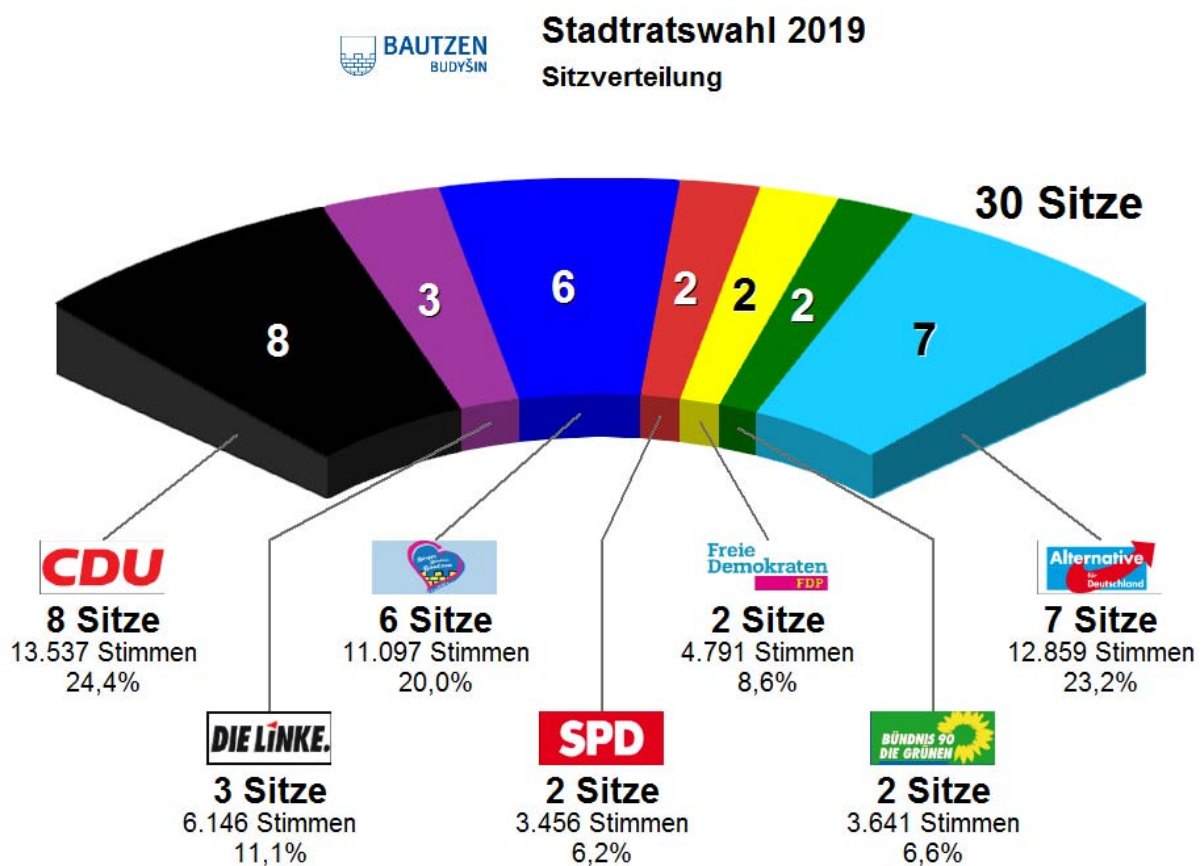 BAUTZEN
BUDYŠIN
Stadtratswahl 2019
Sitzverteilung
30 Sitze
8
3
6
2
2
2
7
CDU
8 Sitze
13.537 Stimmen
24,4%
6 Sitze
11.097 Stimmen
20,0%
Freie
Demokraten
FDP
2 Sitze
4.791 Stimmen
8,6%
Alternative
für
Deutschland
7 Sitze
12.859 Stimmen
23,2%
DIE LINKE.
3 Sitze
6.146 Stimmen
11,1%
SPD
2 Sitze
3.456 Stimmen
6,2%
BÜNDNIS 90
DIE GRÜNEN
2 Sitze
3.641 Stimmen
6,6%